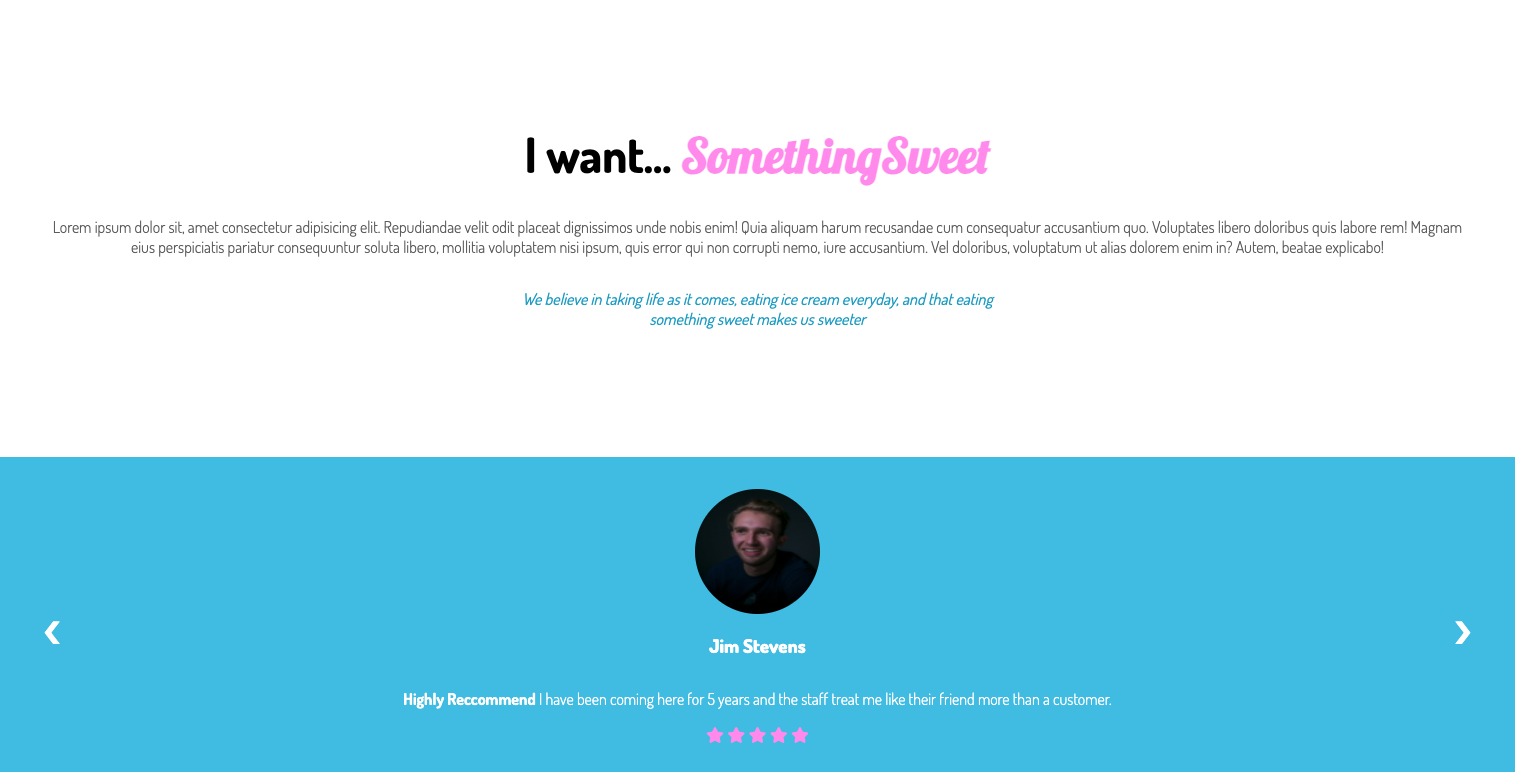 I want... SomethingSweet
Lorem ipsum dolor sit, amet consectetur adipisicing elit. Repudiandae velit odit placeat dignissimos unde nobis enim! Quia aliquam harum recusandae cum consequatur accusantium quo. Voluptates libero doloribus quis labore rem! Magnam
eius perspiciatis pariatur consequuntur soluta libero, mollitia voluptatem nisi ipsum, quis error qui non corrupti nemo, iure accusantium. Vel doloribus, voluptatum ut alias dolorem enim in? Autem, beatae explicabo!
We believe in taking life as it comes, eating ice cream everyday, and that eating
something sweet makes us sweeter
Jim Stevens
Highly Reccommend I have been coming here for 5 years and the staff treat me like their friend more than a customer.